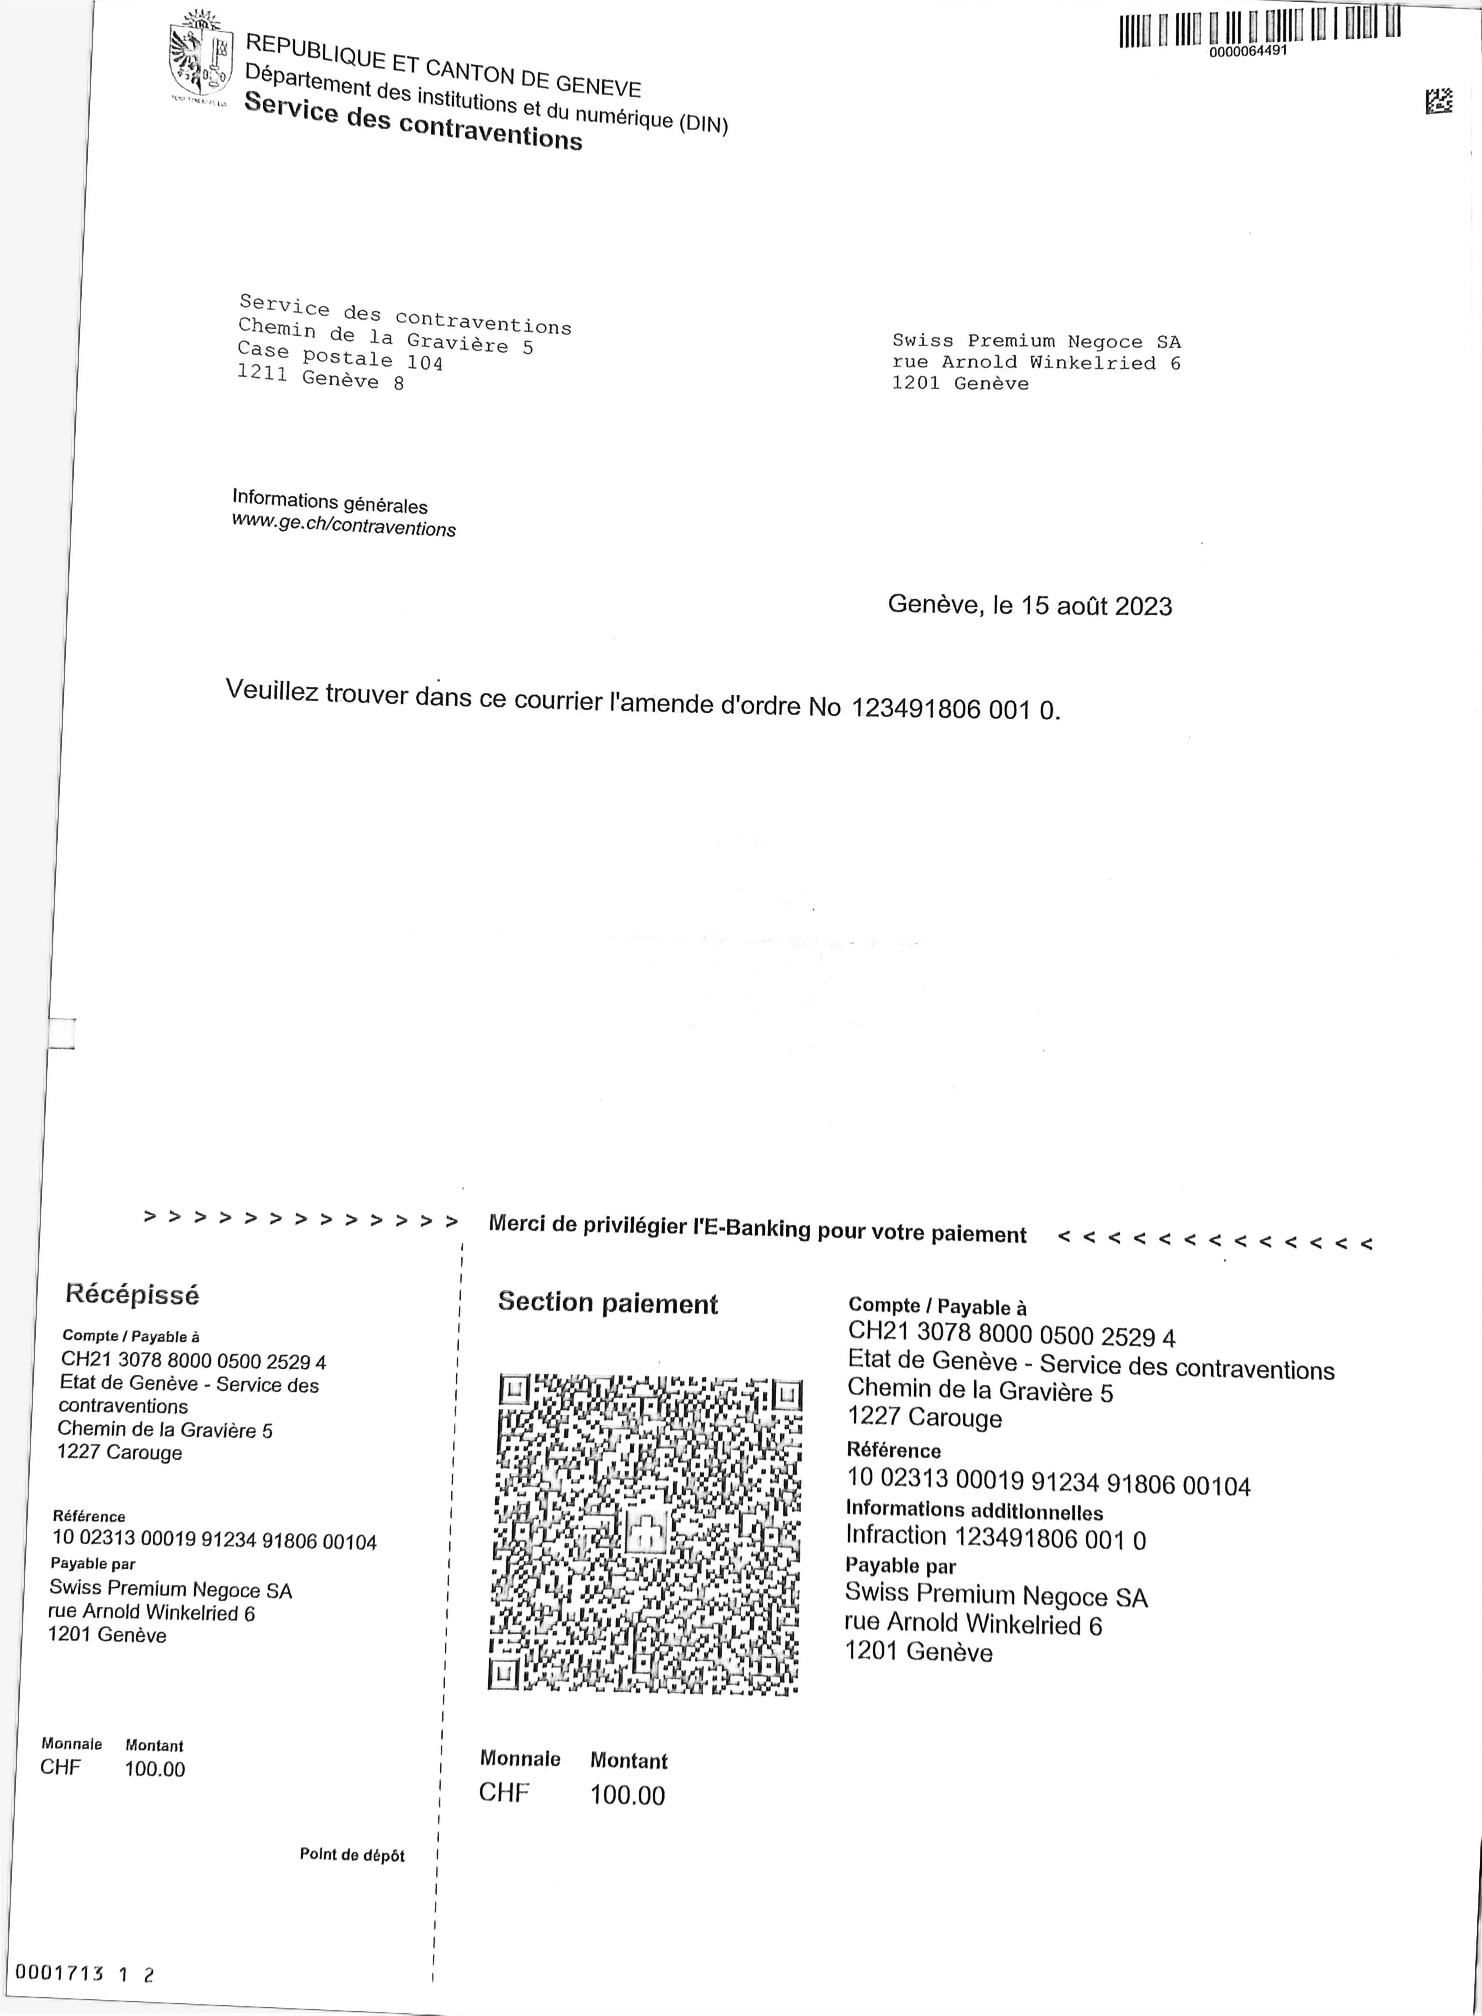 REPUBLIQUE ET CANTON DE GENEVE
Département des institutions et du numérique (DIN)
Service des contraventions
0000064491
Service des contraventions
Chemin de la Gravière 5
Case postale 104
1211 Genève 8
Swiss Premium Negoce SA
rue Arnold Winkelried 6
1201 Genève
Informations générales
www.ge.ch/contraventions
Genève, le 15 août 2023
Veuillez trouver dans ce courrier l'amende d'ordre No 123491806 001 0.
> > > > > > > > > > > > > Merci de privilégier l'E-Banking pour votre paiement < < < < < < < < < < < < <
Récépissé
Compte / Payable à
CH21 3078 8000 0500 2529 4
Etat de Genève - Service des
contraventions
Chemin de la Gravière 5
1227 Carouge
Référence
10 02313 00019 91234 91806 00104
Payable par
Swiss Premium Negoce SA
rue Arnold Winkelried 6
1201 Genève
Monnaie Montant
CHF 100.00
Point de dépôt
Section paiement
Monnaie Montant
CHF 100.00
Compte / Payable à
CH21 3078 8000 0500 2529 4
Etat de Genève - Service des contraventions
Chemin de la Gravière 5
1227 Carouge
Référence
10 02313 00019 91234 91806 00104
Informations additionnelles
Infraction 123491806 001 0
Payable par
Swiss Premium Negoce SA
rue Arnold Winkelried 6
1201 Genève
0001713 1 2